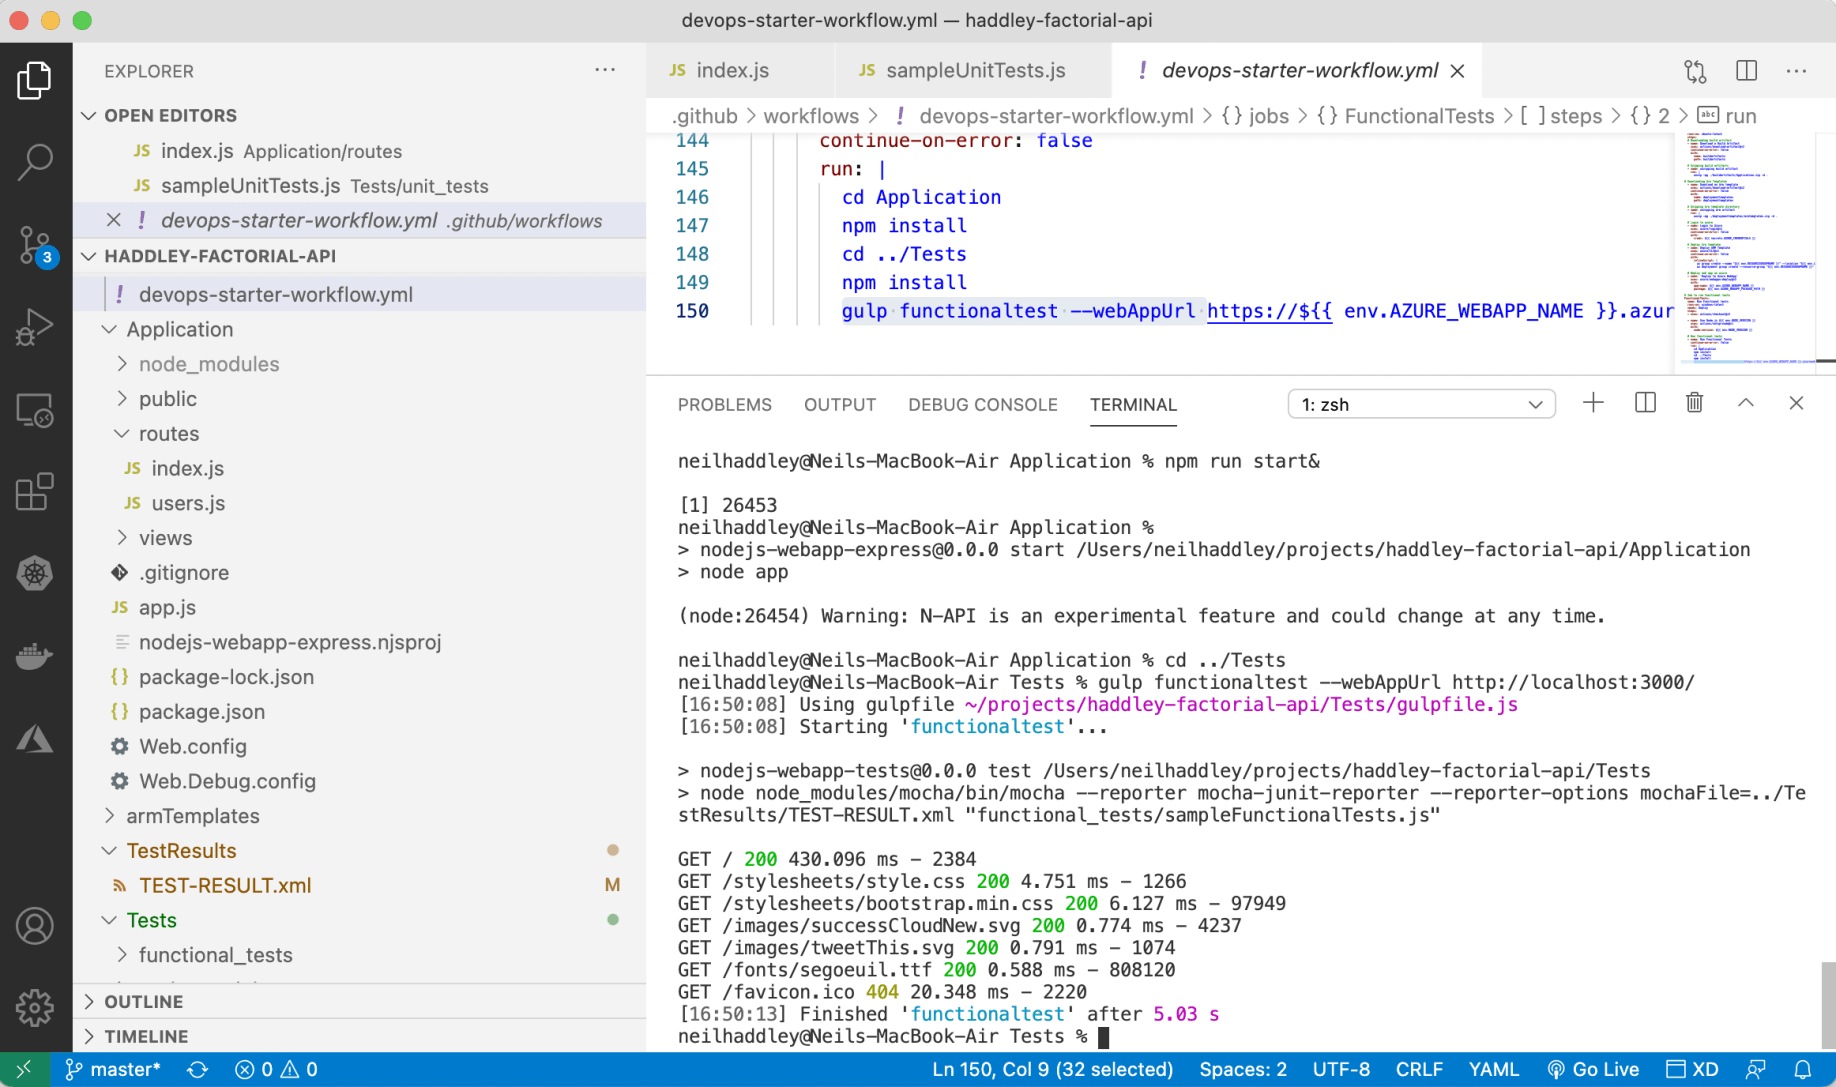 devops-starter-workflow.yml — haddley-factorial-api
EXPLORER
OPEN EDITORS
JS index.js Application/routes
JS sampleUnitTests.js Tests/unit_tests
! devops-starter-workflow.yml .github/workflows
3
HADDLEY-FACTORIAL-API
! devops-starter-workflow.yml
Application
node_modules
public
routes
JS index.js
JS users.js
views
.gitignore
JS app.js
nodejs-webapp-express.njsproj
{} package-lock.json
{} package.json
Web.config
Web.Debug.config
armTemplates
TestResults
TEST-RESULT.xml M
Tests
functional_tests
OUTLINE
TIMELINE
JS index.js
JS sampleUnitTests.js
! devops-starter-workflow.yml
.github > workflows > ! devops-starter-workflow.yml > {} jobs > {} FunctionalTests > [ ] steps > {} 2 > abc run
144 continue-on-error: false
145 run: |
146 cd Application
147 npm install
148 cd ../Tests
149 npm install
150 gulp functionaltest --webAppUrl https://${{ env.AZURE_WEBAPP_NAME }}.azur
PROBLEMS OUTPUT DEBUG CONSOLE TERMINAL 1: zsh
neilhaddley@Neils-MacBook-Air Application % npm run start&
[1] 26453
neilhaddley@Neils-MacBook-Air Application %
> nodejs-webapp-express@0.0.0 start /Users/neilhaddley/projects/haddley-factorial-api/Application
> node app
(node:26454) Warning: N-API is an experimental feature and could change at any time.
neilhaddley@Neils-MacBook-Air Application % cd ../Tests
neilhaddley@Neils-MacBook-Air Tests % gulp functionaltest --webAppUrl http://localhost:3000/
[16:50:08] Using gulpfile ~/projects/haddley-factorial-api/Tests/gulpfile.js
[16:50:08] Starting 'functionaltest'...
> nodejs-webapp-tests@0.0.0 test /Users/neilhaddley/projects/haddley-factorial-api/Tests
> node node_modules/mocha/bin/mocha --reporter mocha-junit-reporter --reporter-options mochaFile=../Te
stResults/TEST-RESULT.xml "functional_tests/sampleFunctionalTests.js"
GET / 200 430.096 ms - 2384
GET /stylesheets/style.css 200 4.751 ms - 1266
GET /stylesheets/bootstrap.min.css 200 6.127 ms - 97949
GET /images/successCloudNew.svg 200 0.774 ms - 4237
GET /images/tweetThis.svg 200 0.791 ms - 1074
GET /fonts/segoeuil.ttf 200 0.588 ms - 808120
GET /favicon.ico 404 20.348 ms - 2220
[16:50:13] Finished 'functionaltest' after 5.03 s
neilhaddley@Neils-MacBook-Air Tests %
master* 0 0 Ln 150, Col 9 (32 selected) Spaces: 2 UTF-8 CRLF YAML Go Live XD